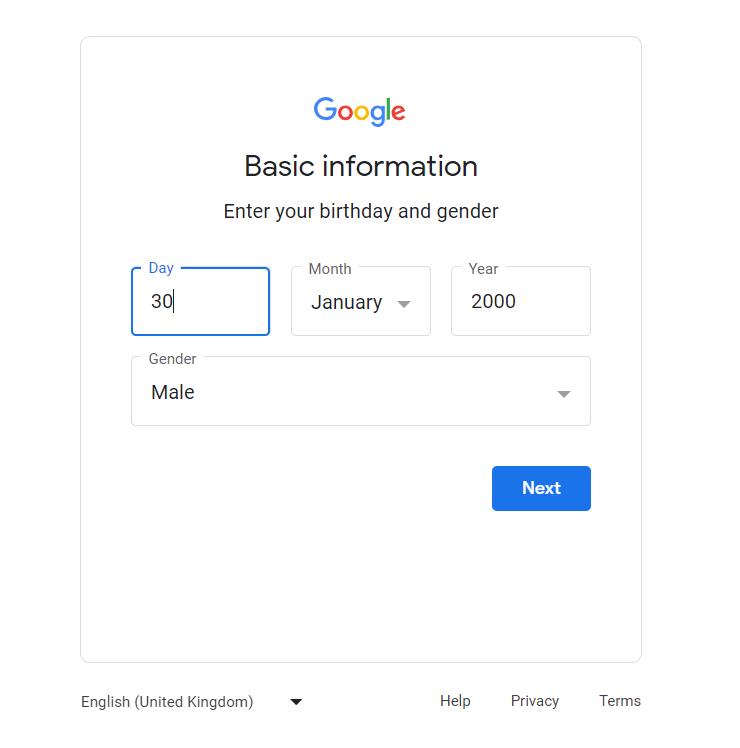 Google
Basic information
Enter your birthday and gender
Day Month Year
30 January 2000
Gender
Male
Next
English (United Kingdom) Help Privacy Terms